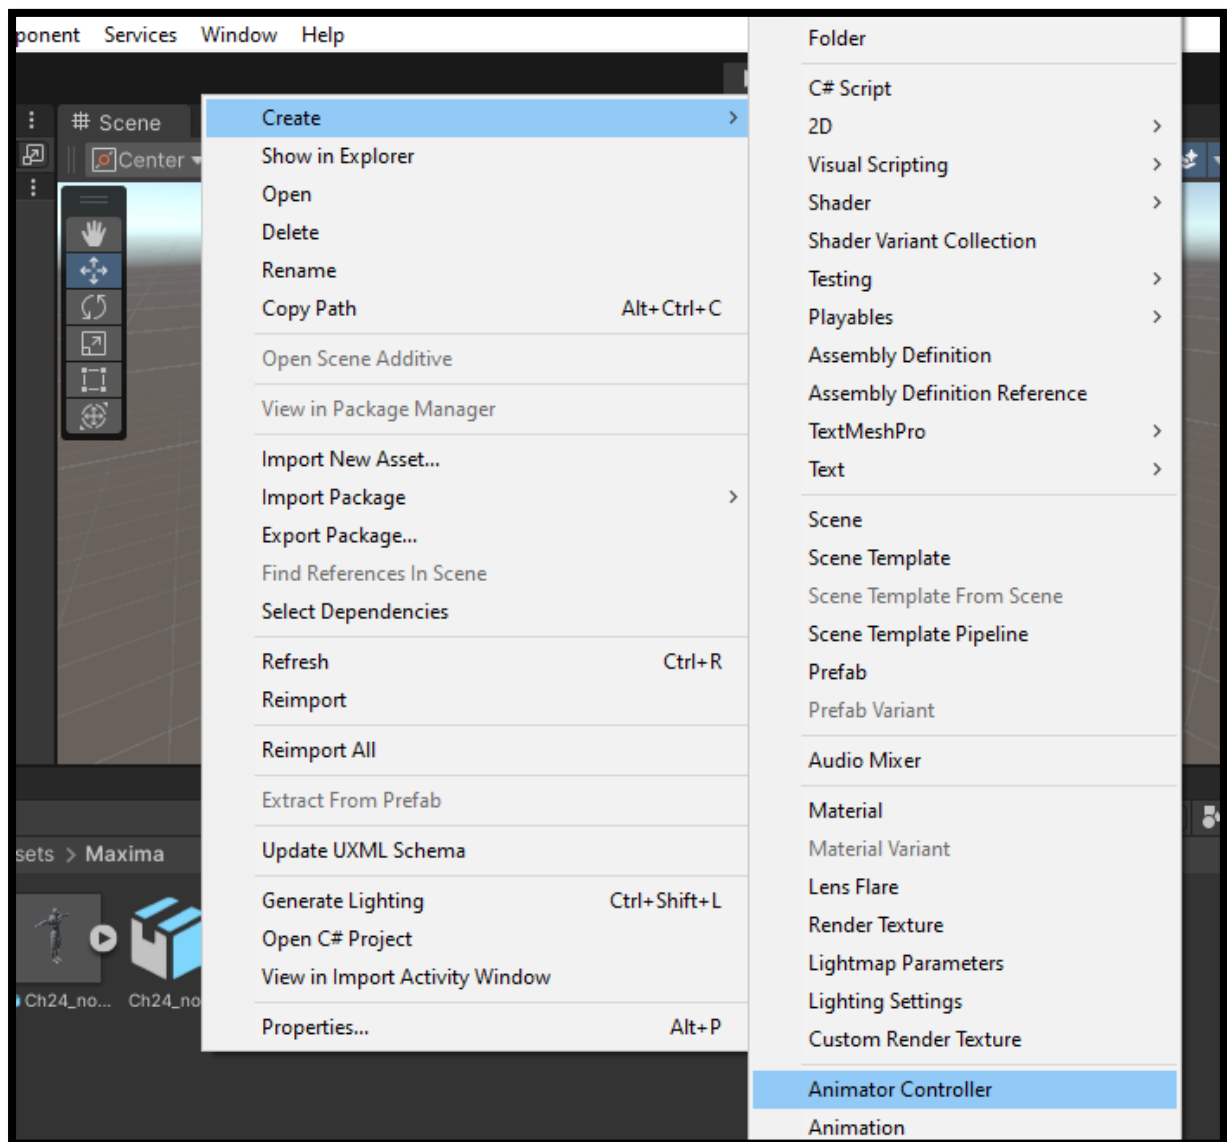 ponent Services Window Help
Scene
Center
sets > Maxima
Ch24_no... Ch24_no
Create
Show in Explorer
Open
Delete
Rename
Copy Path Alt+Ctrl+C
Open Scene Additive
View in Package Manager
Import New Asset...
Import Package
Export Package...
Find References In Scene
Select Dependencies
Refresh Ctrl+R
Reimport
Reimport All
Extract From Prefab
Update UXML Schema
Generate Lighting Ctrl+Shift+L
Open C# Project
View in Import Activity Window
Properties... Alt+P
Folder
C# Script
2D
Visual Scripting
Shader
Shader Variant Collection
Testing
Playables
Assembly Definition
Assembly Definition Reference
TextMeshPro
Text
Scene
Scene Template
Scene Template From Scene
Scene Template Pipeline
Prefab
Prefab Variant
Audio Mixer
Material
Material Variant
Lens Flare
Render Texture
Lightmap Parameters
Lighting Settings
Custom Render Texture
Animator Controller
Animation